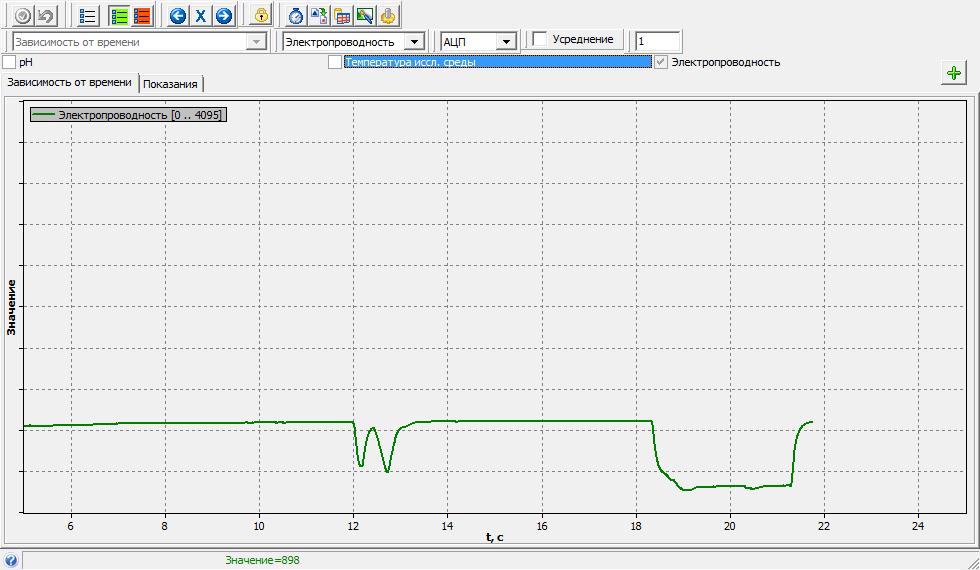 X
Зависимость от времени
Электропроводность
АЦП
Усреднение
1
pH
Температура иссл. среды
Электропроводность
Зависимость от времени
Показания
Электропроводность [0 .. 4095]
Значение
6 8 10 12 14 16 18 20 22 24
t, c
? Значение=898